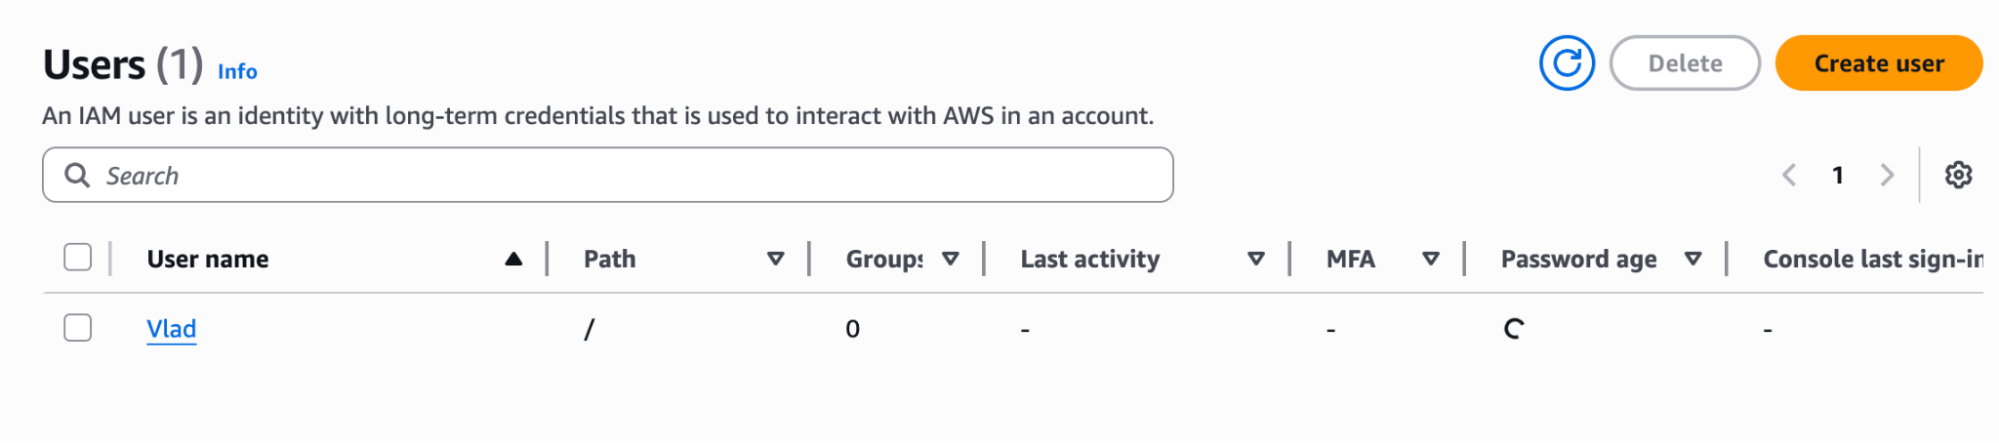 Users (1) Info
Delete
Create user
An IAM user is an identity with long-term credentials that is used to interact with AWS in an account.
Search
1
User name Path Groups Last activity MFA Password age Console last sign-in
Vlad / 0 - - -